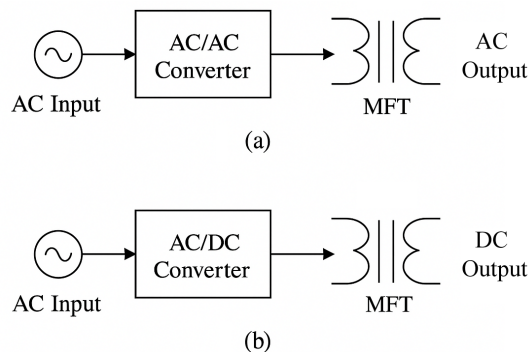 AC Input
AC/AC
Converter
MFT
AC
Output
(a)
AC Input
AC/DC
Converter
MFT
DC
Output
(b)